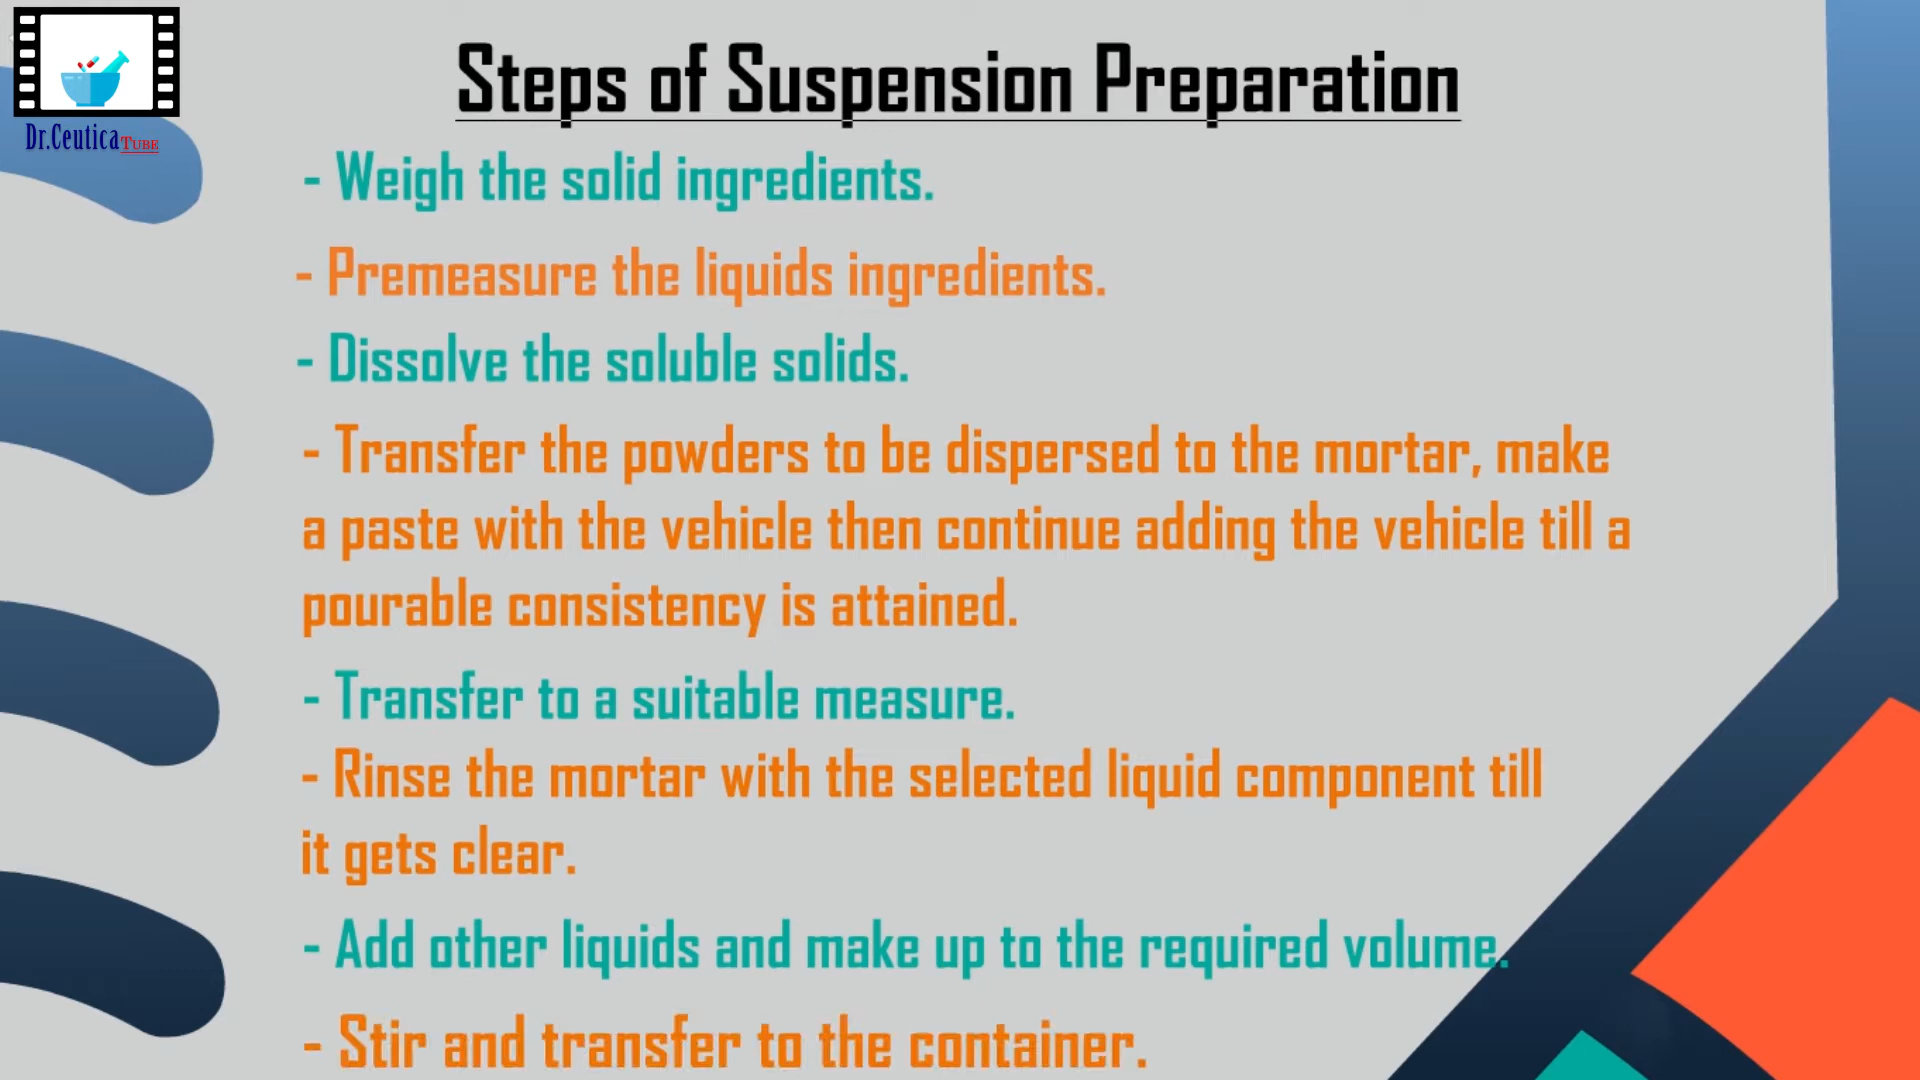 Dr.Ceutica TUBE
Steps of Suspension Preparation
- Weigh the solid ingredients.
- Premeasure the liquids ingredients.
- Dissolve the soluble solids.
- Transfer the powders to be dispersed to the mortar, make
a paste with the vehicle then continue adding the vehicle till a
pourable consistency is attained.
- Transfer to a suitable measure.
- Rinse the mortar with the selected liquid component till
it gets clear.
- Add other liquids and make up to the required volume.
- Stir and transfer to the container.